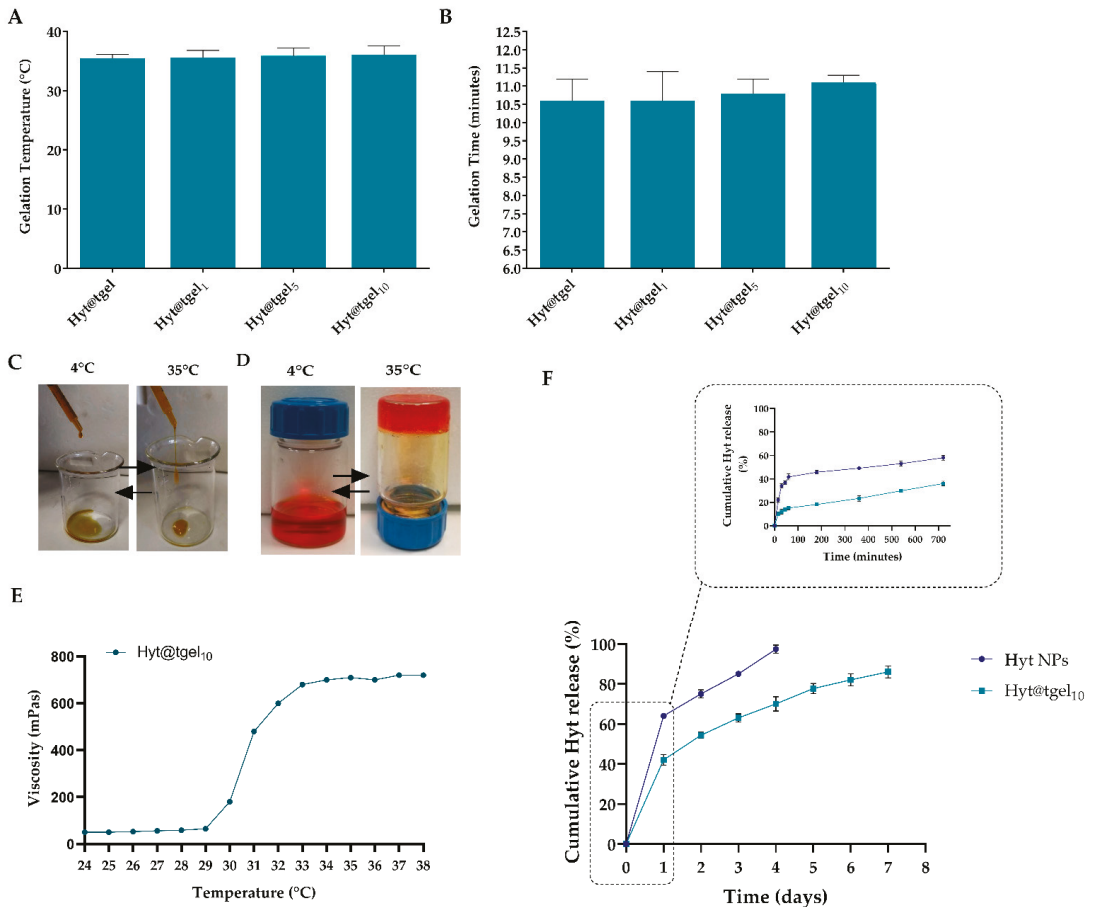 A
Gelation Temperature (°C)
40
30
20
10
0
Hyt@tgel
Hyt@tgel1
Hyt@tgel5
Hyt@tgel10
B
Gelation Time (minutes)
12.5
12.0
11.5
11.0
10.5
10.0
9.5
9.0
8.5
8.0
7.5
7.0
6.5
6.0
Hyt@tgel
Hyt@tgel1
Hyt@tgel5
Hyt@tgel10
C
4°C
35°C
D
4°C
35°C
E
Hyt@tgel10
Viscosity (mPas)
800
600
400
200
0
24 25 26 27 28 29 30 31 32 33 34 35 36 37 38
Temperature (°C)
F
Cumulative Hyt release
(%)
100
80
60
40
20
0
0 100 200 300 400 500 600 700
Time (minutes)
Cumulative Hyt release (%)
100
80
60
40
20
0
0 1 2 3 4 5 6 7 8
Time (days)
Hyt NPs
Hyt@tgel10